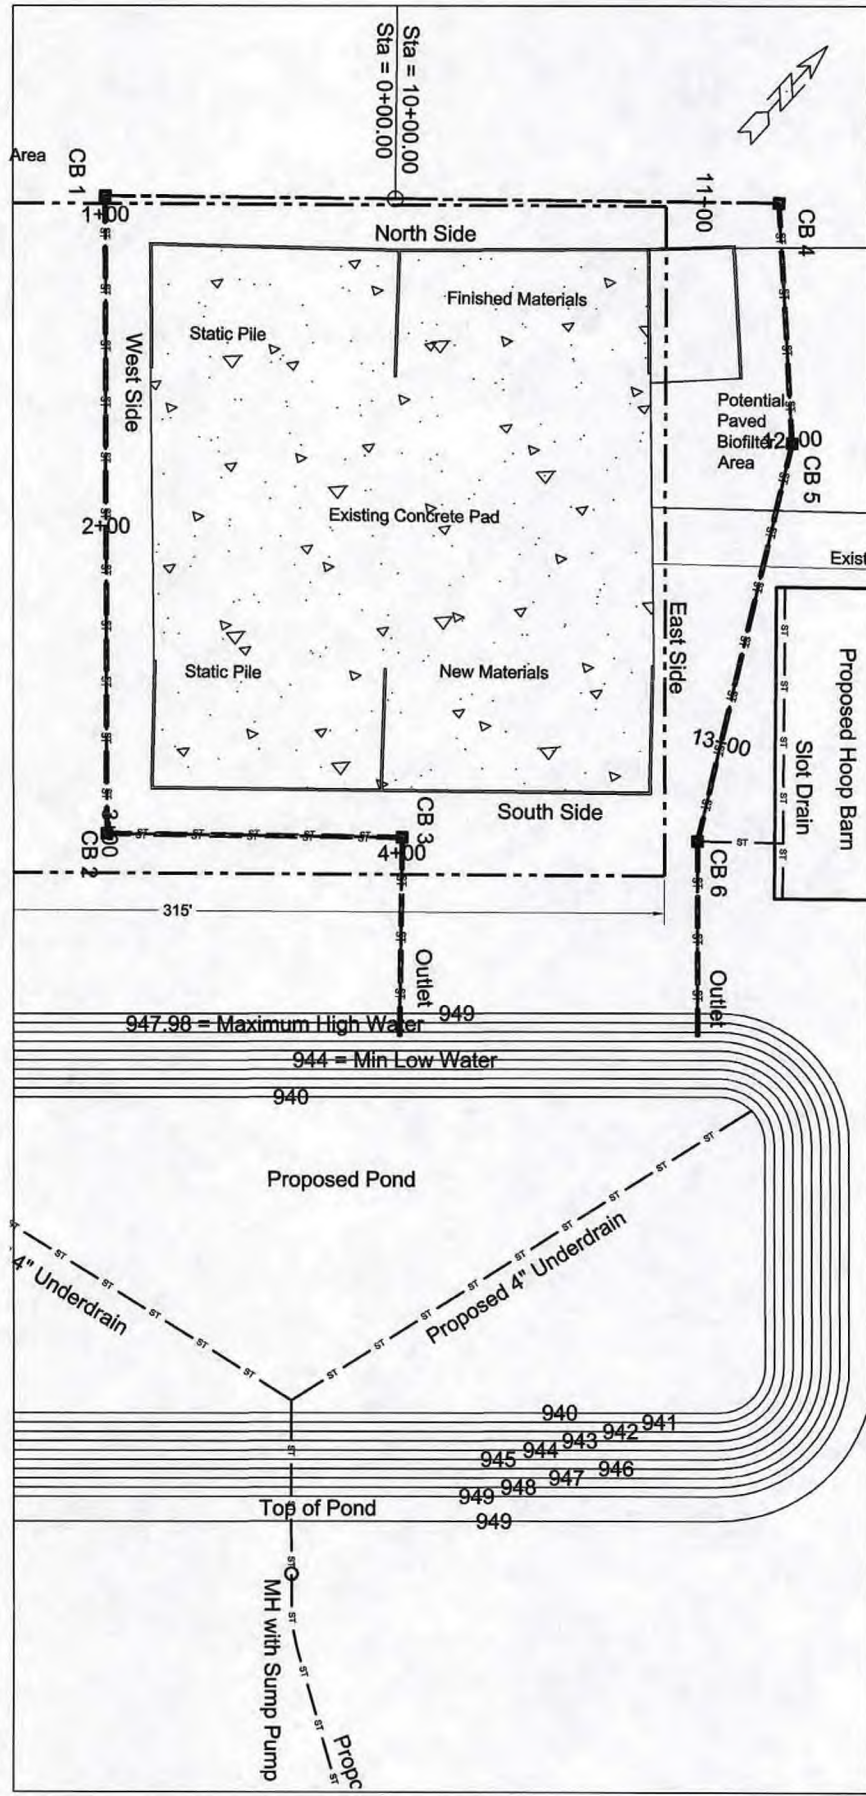 Sta = 10+00.00
Sta = 0+00.00
Area
CB 1
1+00
11+00
CB 4
North Side
Finished Materials
Static Pile
West Side
Potential
Paved
Biofilter
Area
12+00
CB 5
2+00
Existing Concrete Pad
Exist
East Side
Static Pile
New Materials
Proposed Hoop Barn
Slot Drain
13+00
South Side
CB 3
CB 2
4+00
CB 6
315'
Outlet
Outlet
949
947.98 = Maximum High Water
944 = Min Low Water
940
Proposed Pond
4" Underdrain
Proposed 4" Underdrain
940
941
942
943
944
945
946
947
948
949
Top of Pond
949
MH with Sump Pump
Propo
ST